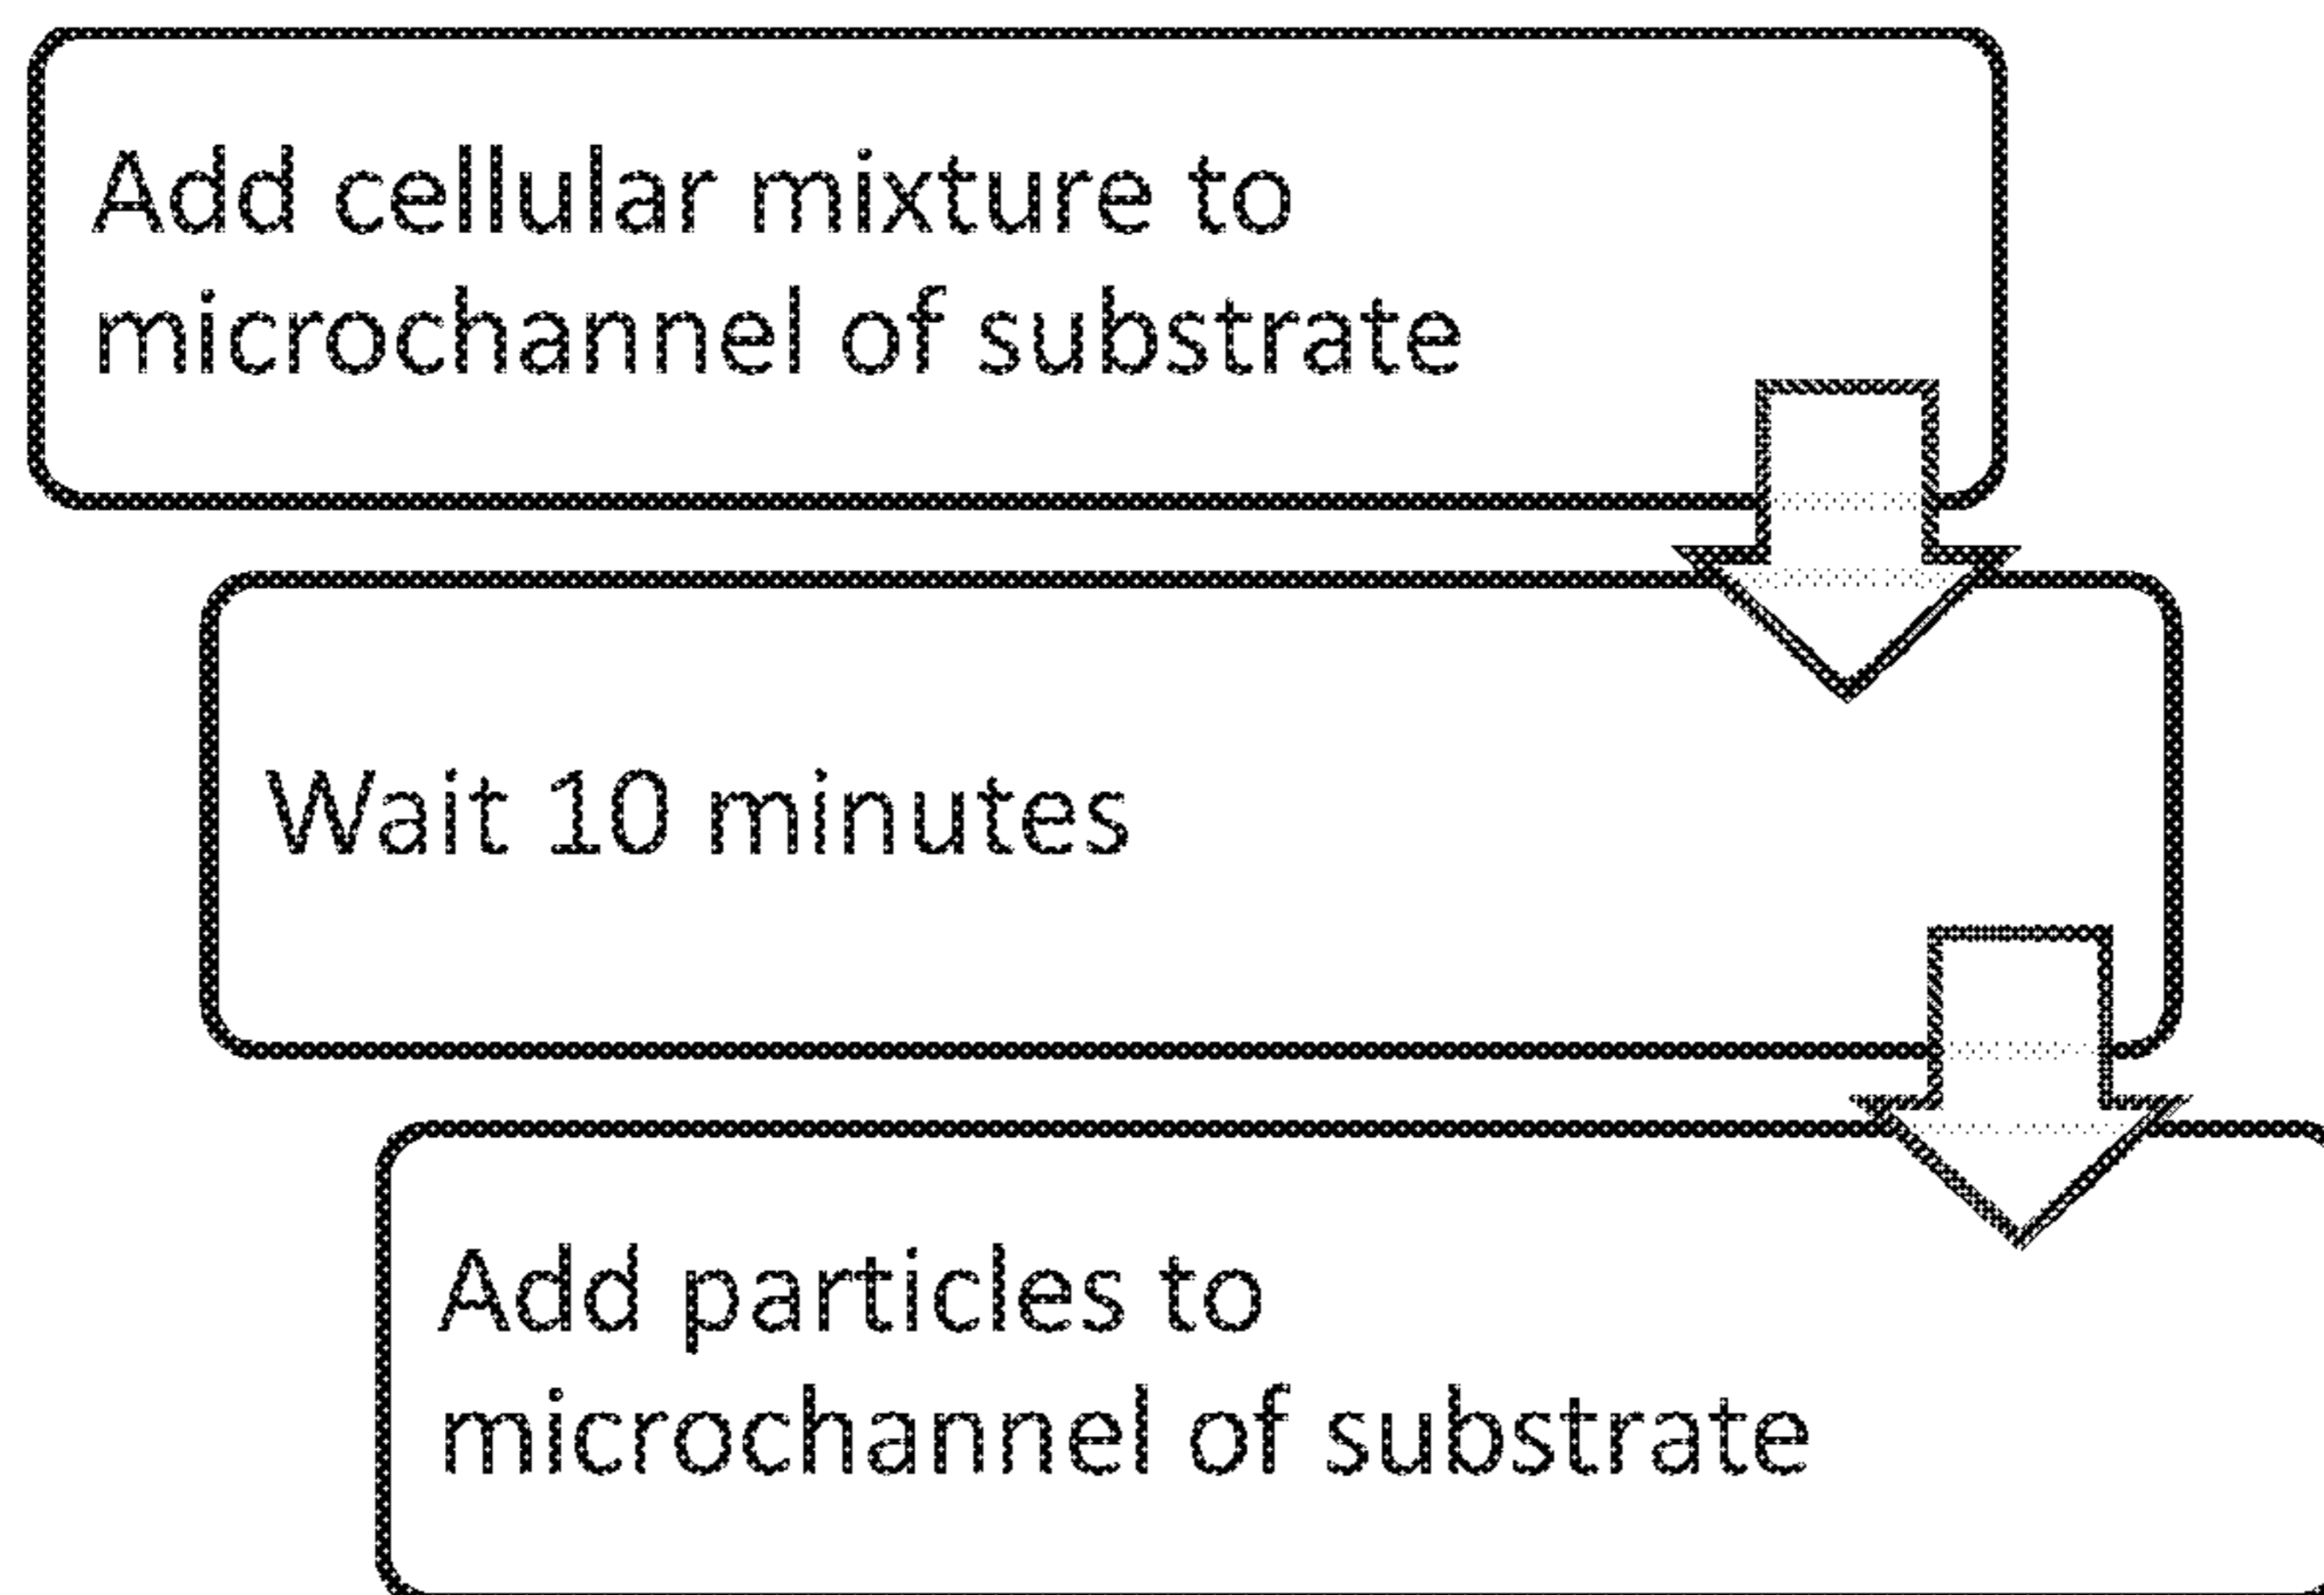 Add cellular mixture to
microchannel of substrate
Wait 10 minutes
Add particles to
microchannel of substrate